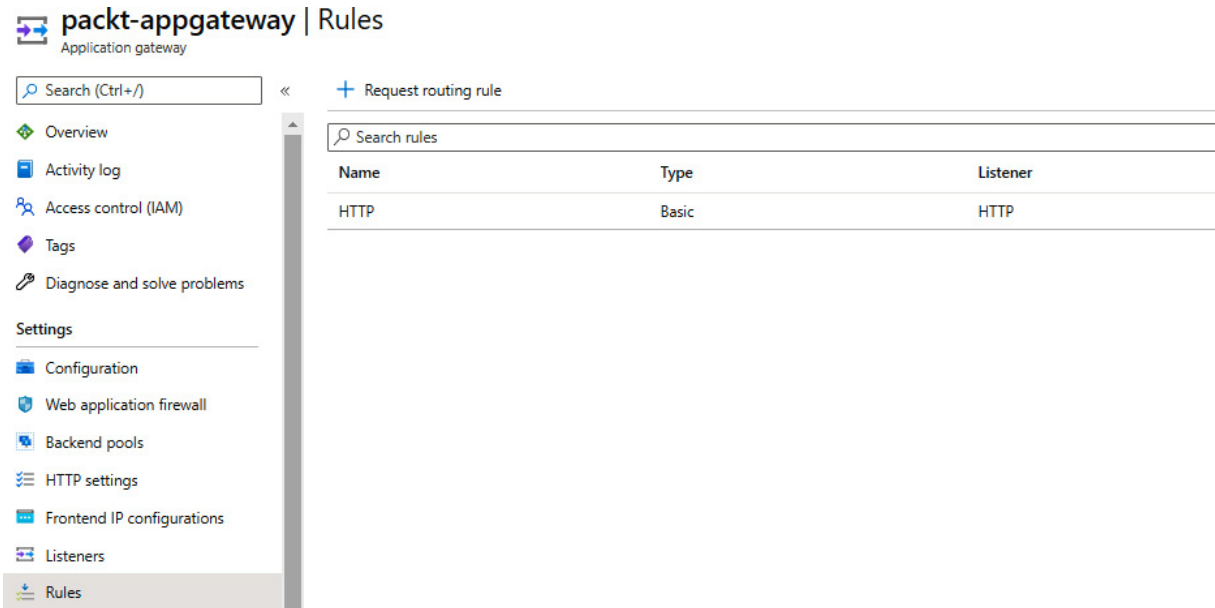 packt-appgateway | Rules
Application gateway
Search (Ctrl+/)
«
Overview
Activity log
Access control (IAM)
Tags
Diagnose and solve problems
Settings
Configuration
Web application firewall
Backend pools
HTTP settings
Frontend IP configurations
Listeners
Rules
+ Request routing rule
Search rules
Name Type Listener
HTTP Basic HTTP